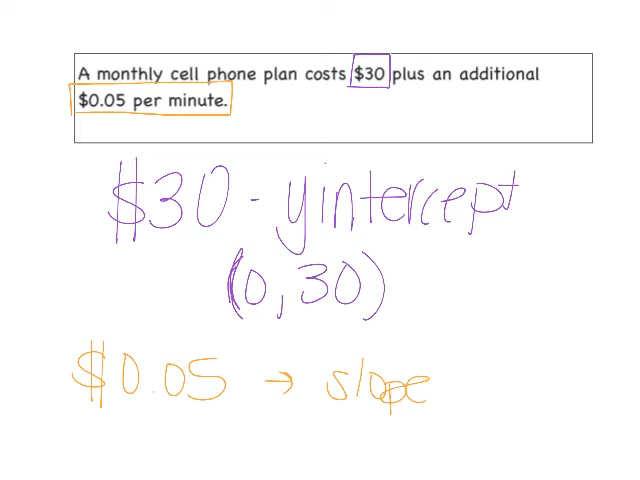 A monthly cell phone plan costs $30 plus an additional
$0.05 per minute.
$30 - y intercept
(0, 30)
$0.05 → slope